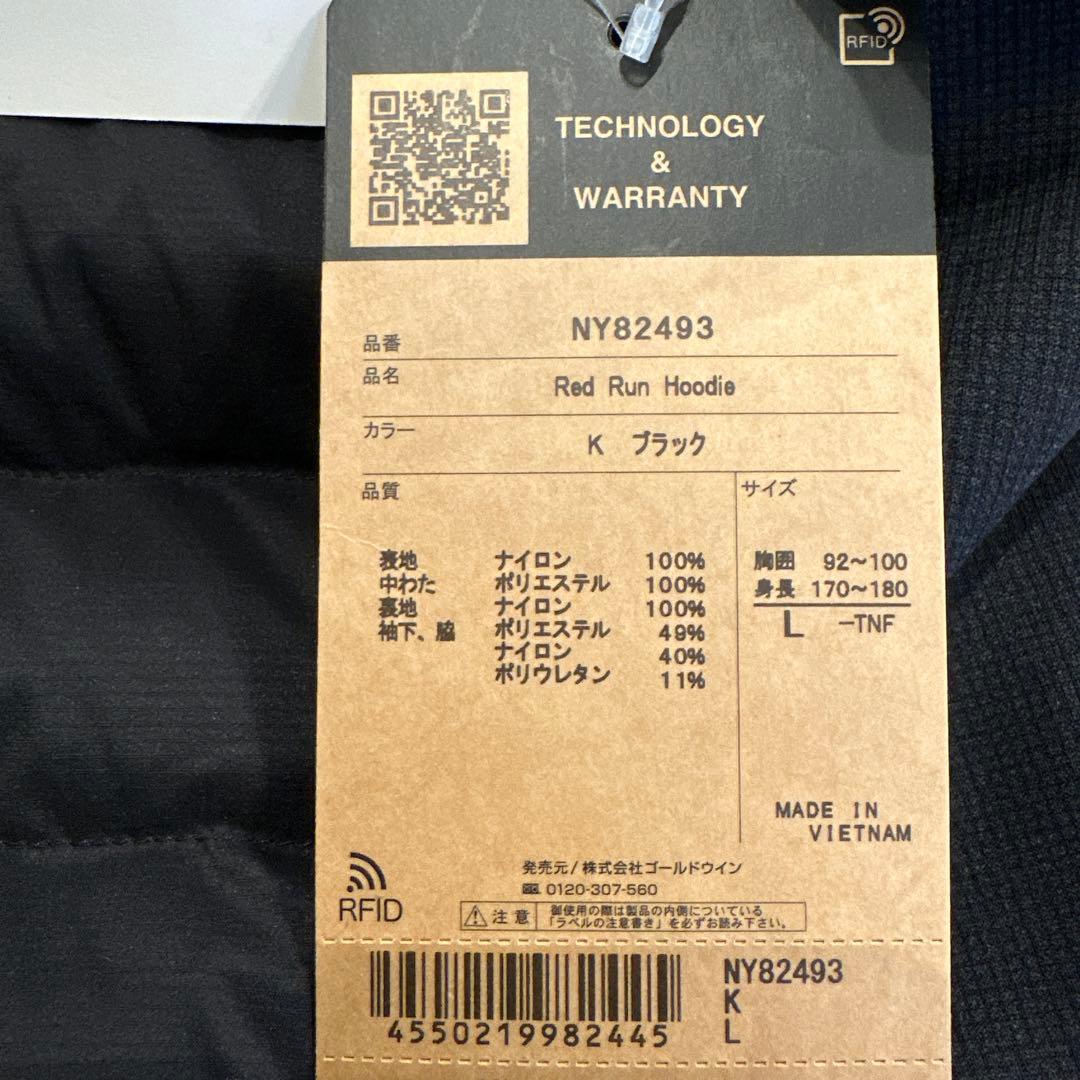 RFID
TECHNOLOGY
&
WARRANTY
品番 NY82493
品名 Red Run Hoodie
カラー K ブラック
品質
表地 ナイロン 100%
中わた ポリエステル 100%
裏地 ナイロン 100%
袖下、脇 ポリエステル 49%
ナイロン 40%
ポリウレタン 11%
サイズ
胸囲 92～100
身長 170～180
L -TNF
MADE IN
VIETNAM
発売元/株式会社ゴールドウイン
0120-307-560
RFID
注意
御使用の際は製品の内側についている
「ラベルの注意書き」を必ずお読み下さい。
4550219982445
NY82493
K
L